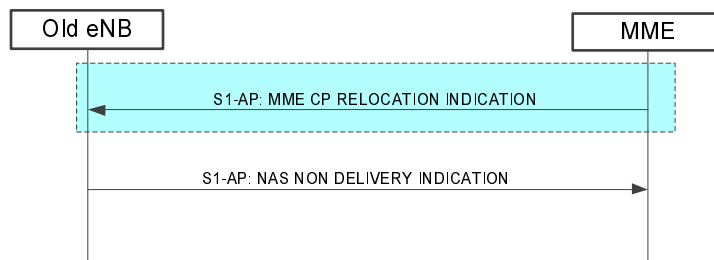 Old eNB
MME
S1-AP: MME CP RELOCATION INDICATION
S1-AP: NAS NON DELIVERY INDICATION